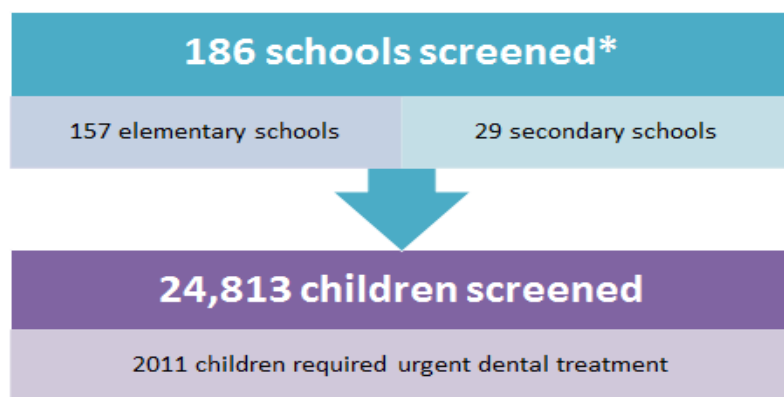 186 schools screened*
157 elementary schools
29 secondary schools
24,813 children screened
2011 children required urgent dental treatment